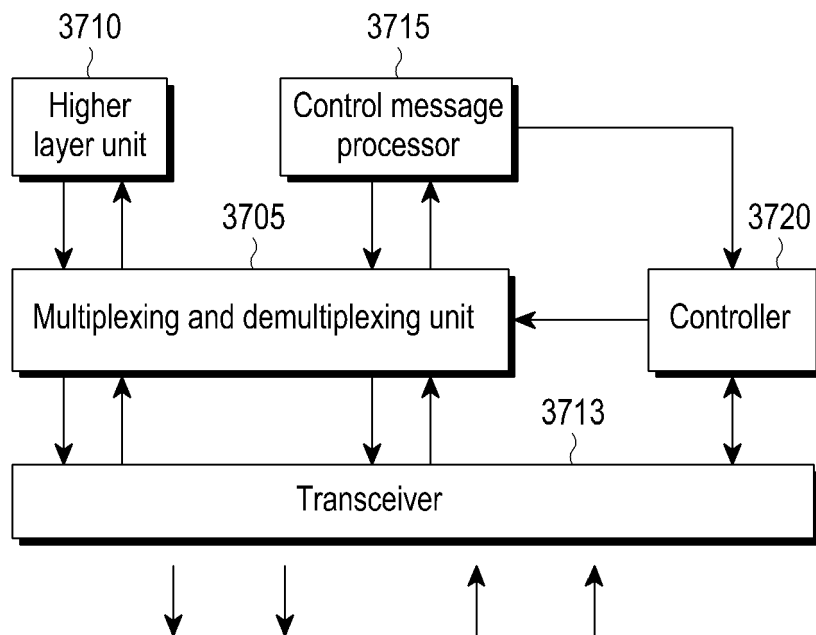 3710
3715
Higher
layer unit
Control message
processor
3705
3720
Multiplexing and demultiplexing unit
Controller
3713
Transceiver